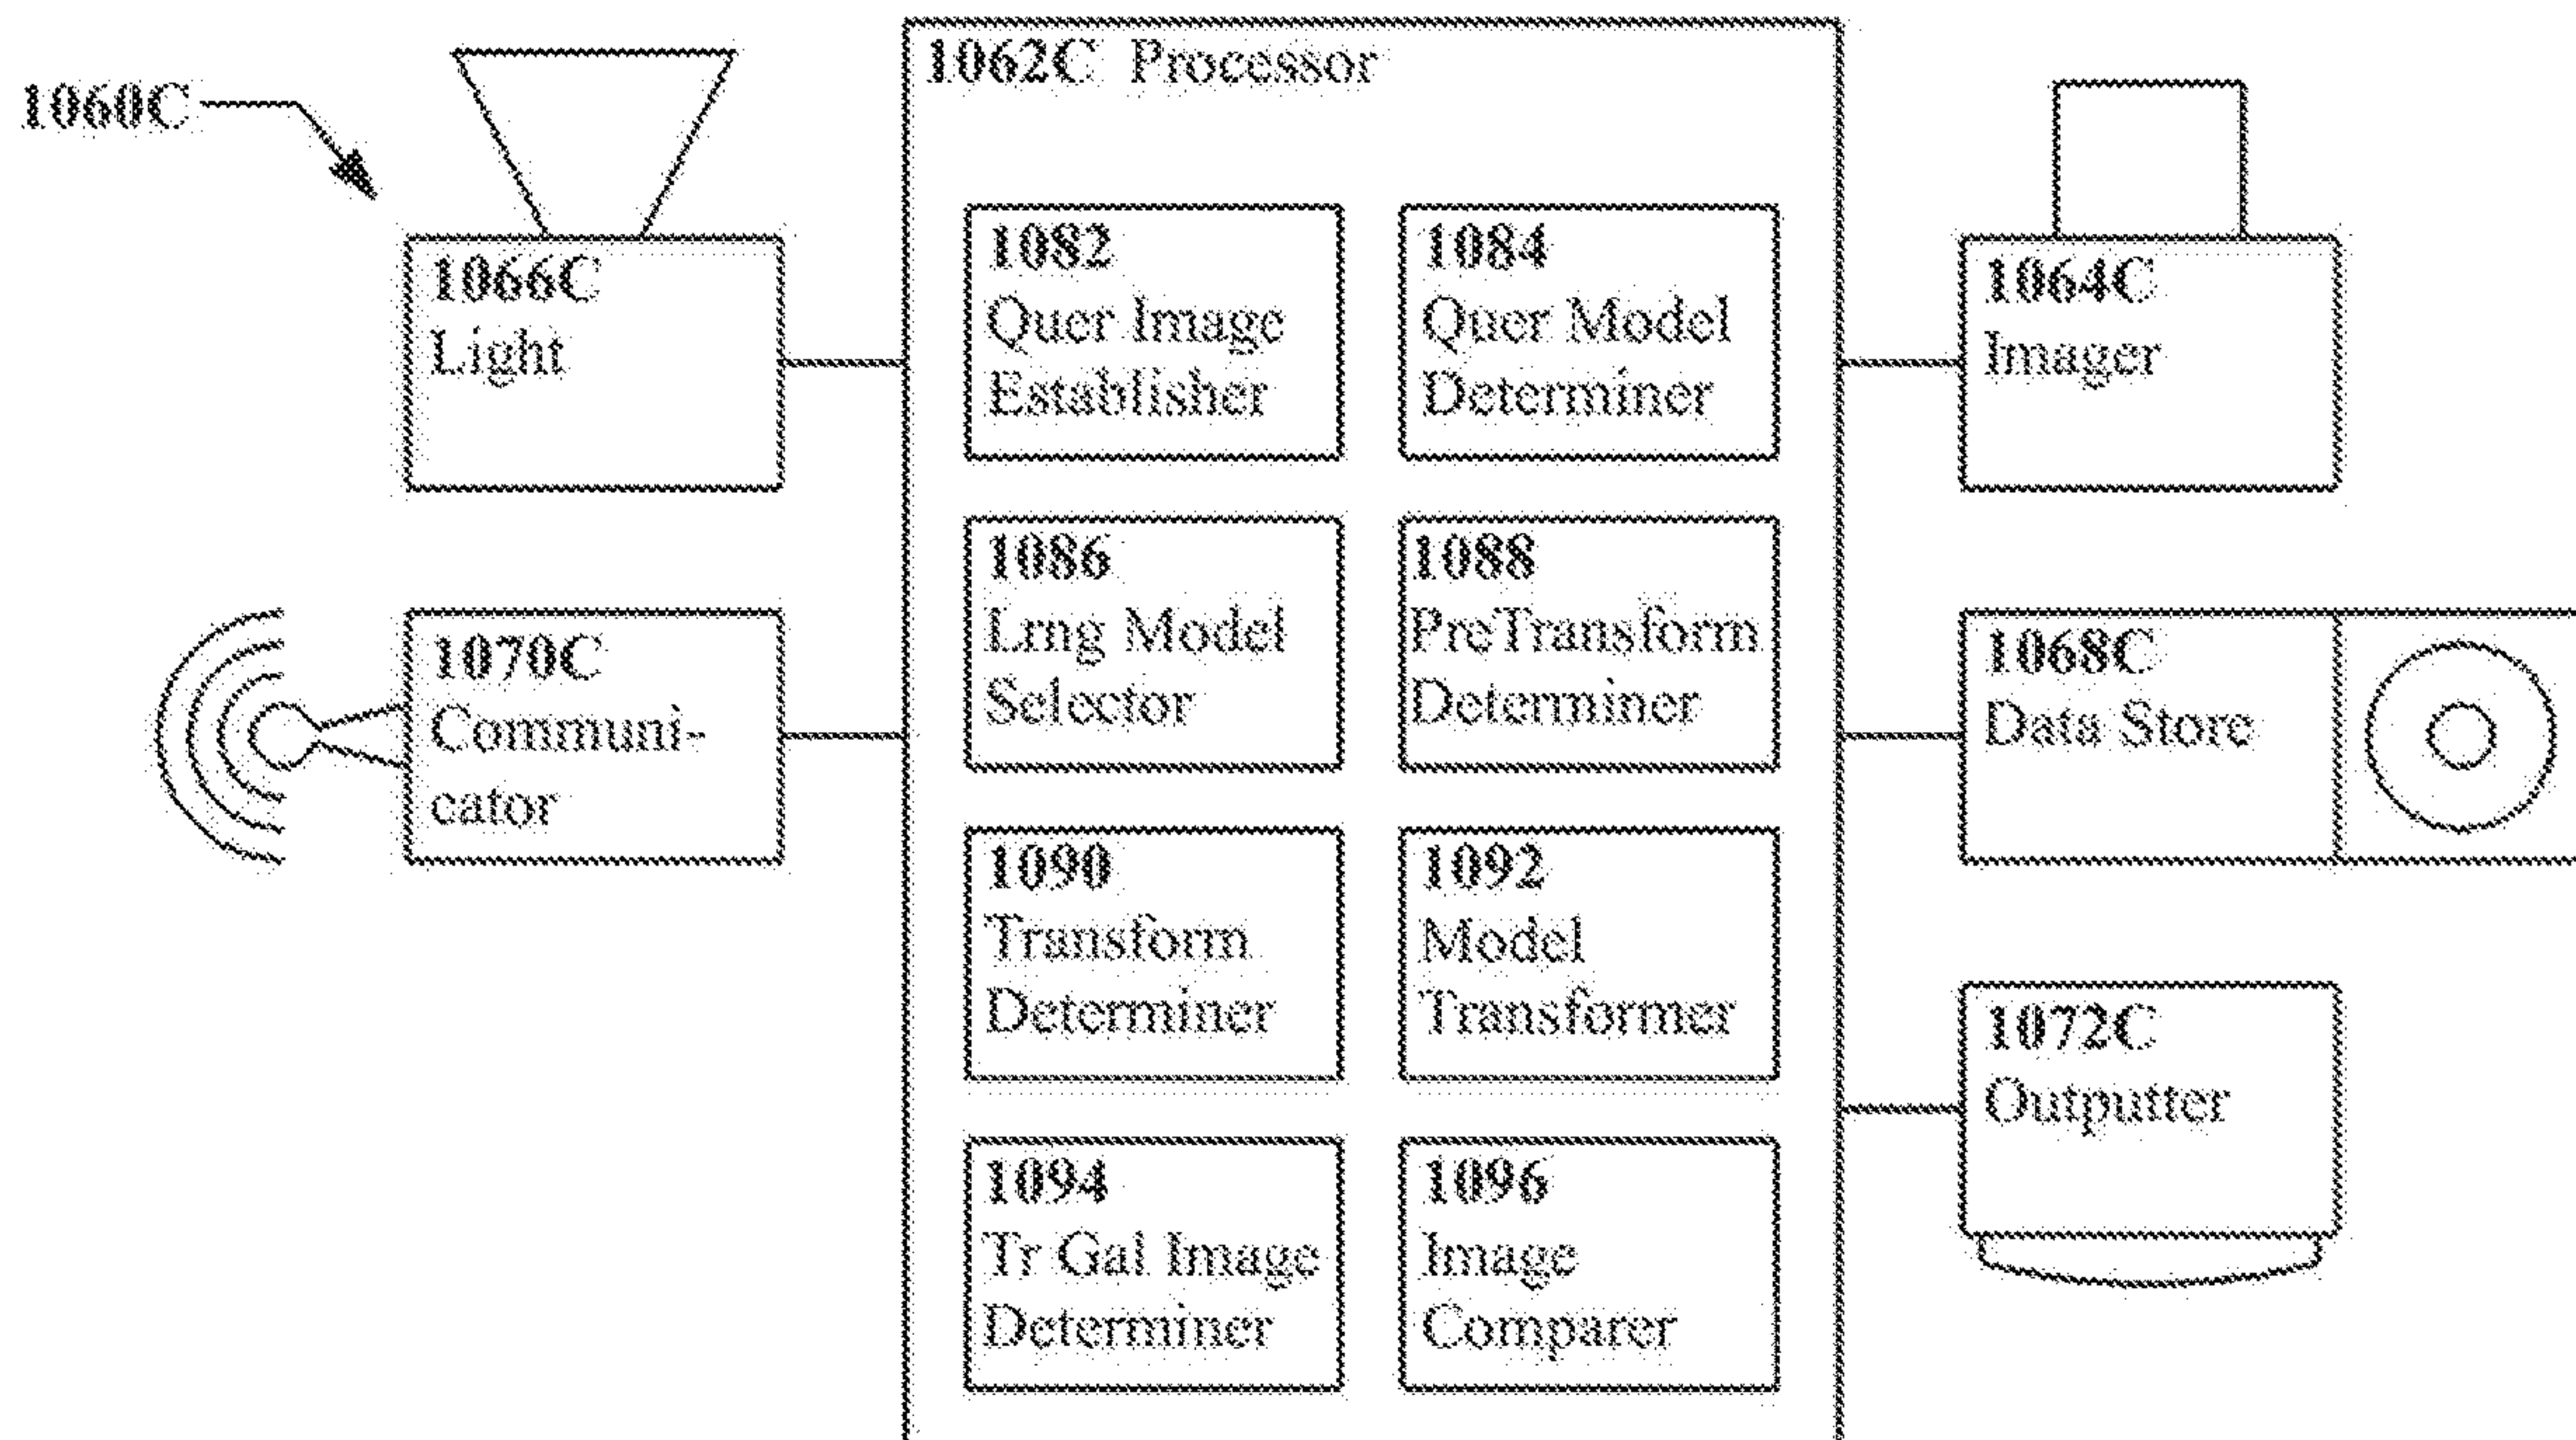 1060C
1066C
Light
1070C
Communi-
cator
1062C Processor
1082
Quer Image
Establisher
1084
Quer Model
Determiner
1086
Lrng Model
Selector
1088
PreTransform
Determiner
1090
Transform
Determiner
1092
Model
Transformer
1094
Tr Gal Image
Determiner
1096
Image
Comparer
1064C
Imager
1068C
Data Store
1072C
Outputter